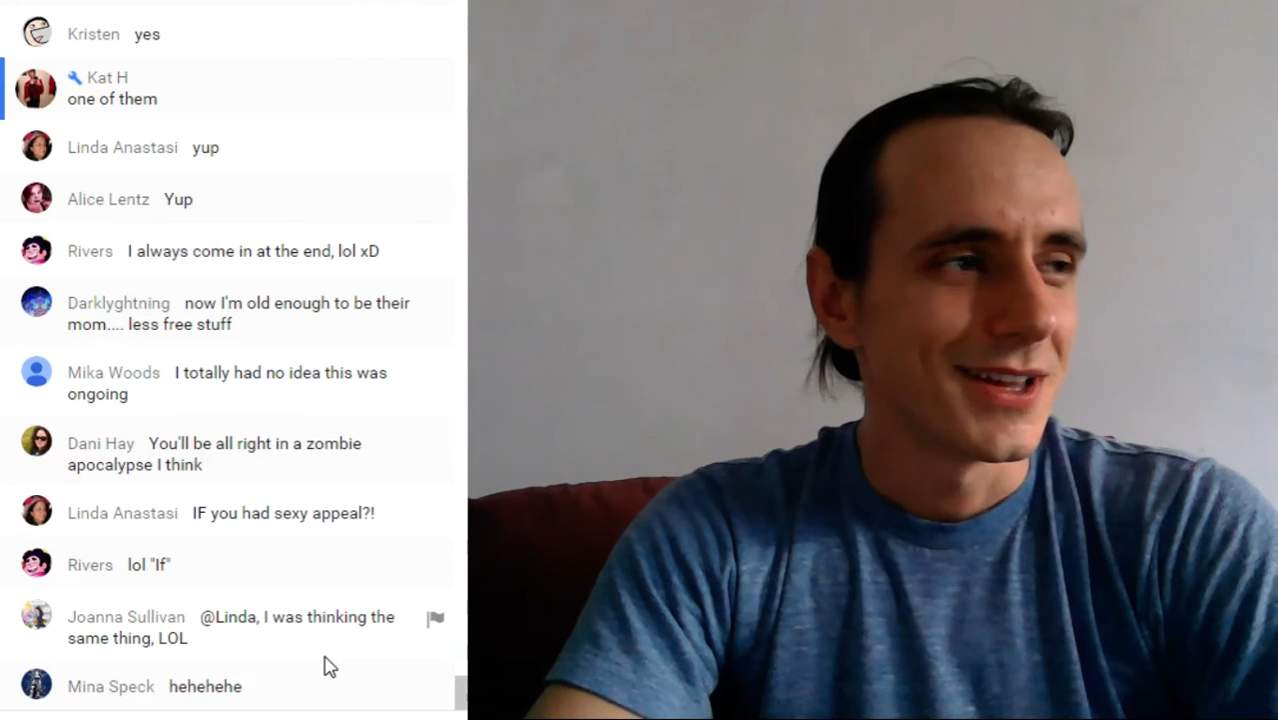 Kristen yes
Kat H
one of them
Linda Anastasi yup
Alice Lentz Yup
Rivers I always come in at the end, lol xD
Darklyghtning now I'm old enough to be their
mom.... less free stuff
Mika Woods I totally had no idea this was
ongoing
Dani Hay You'll be all right in a zombie
apocalypse I think
Linda Anastasi IF you had sexy appeal?!
Rivers lol "If"
Joanna Sullivan @Linda, I was thinking the
same thing, LOL
Mina Speck hehehehe